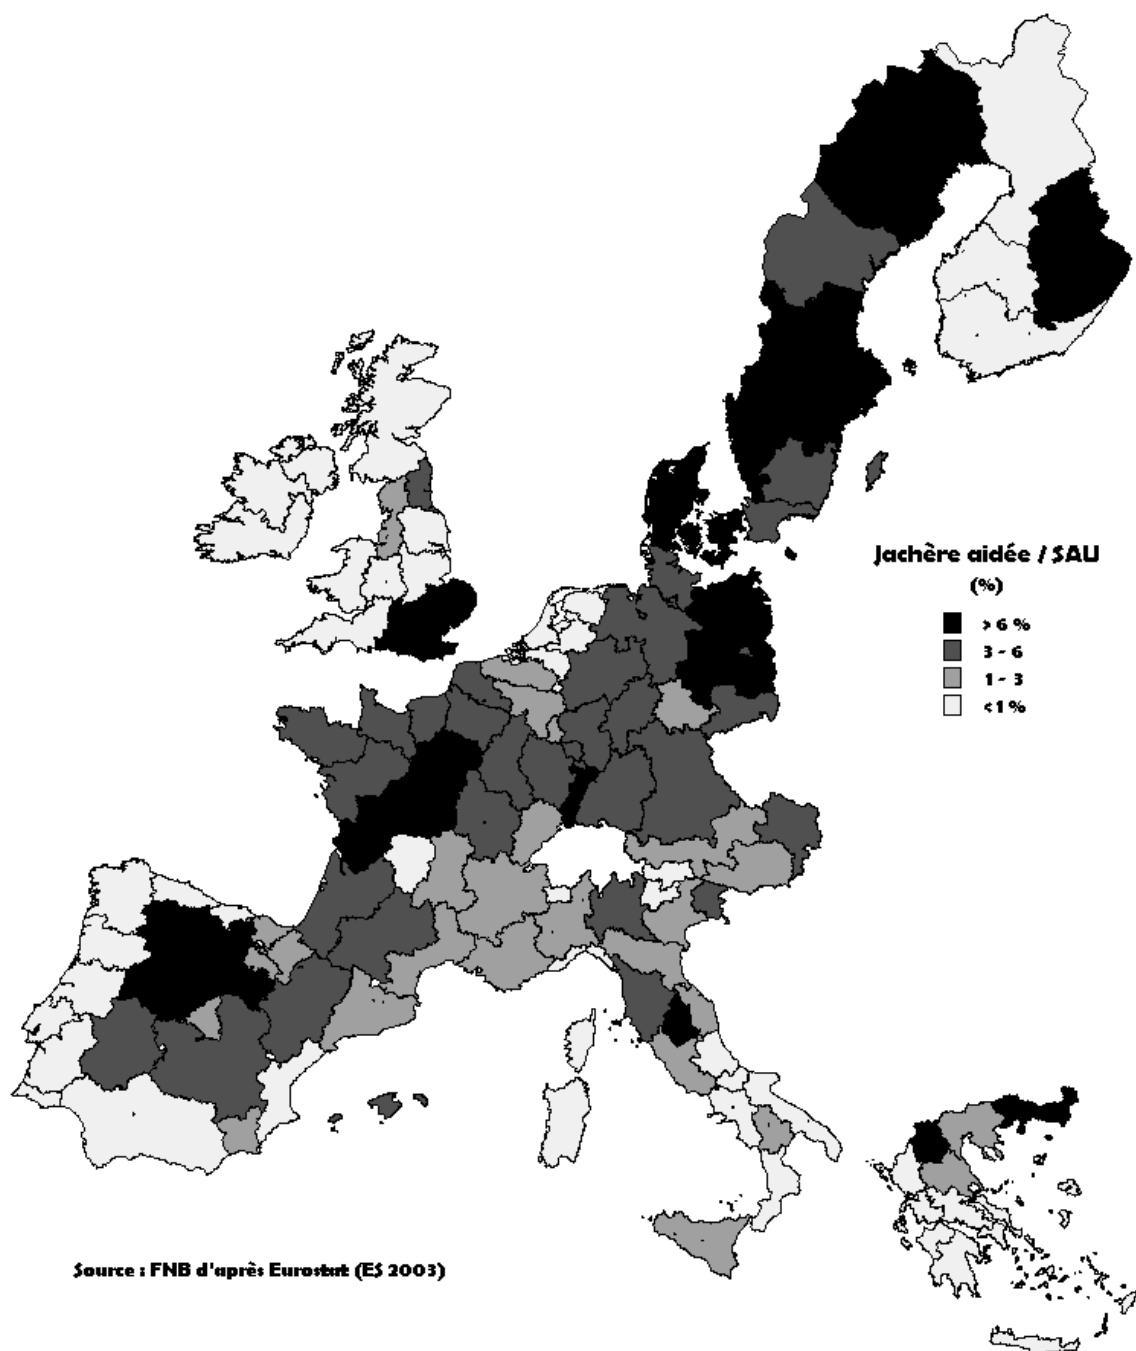 Jachère aidée / SAU
(%)
> 6 %
3 - 6
1 - 3
<1 %
Source : FNB d'après Eurostat (ES 2003)